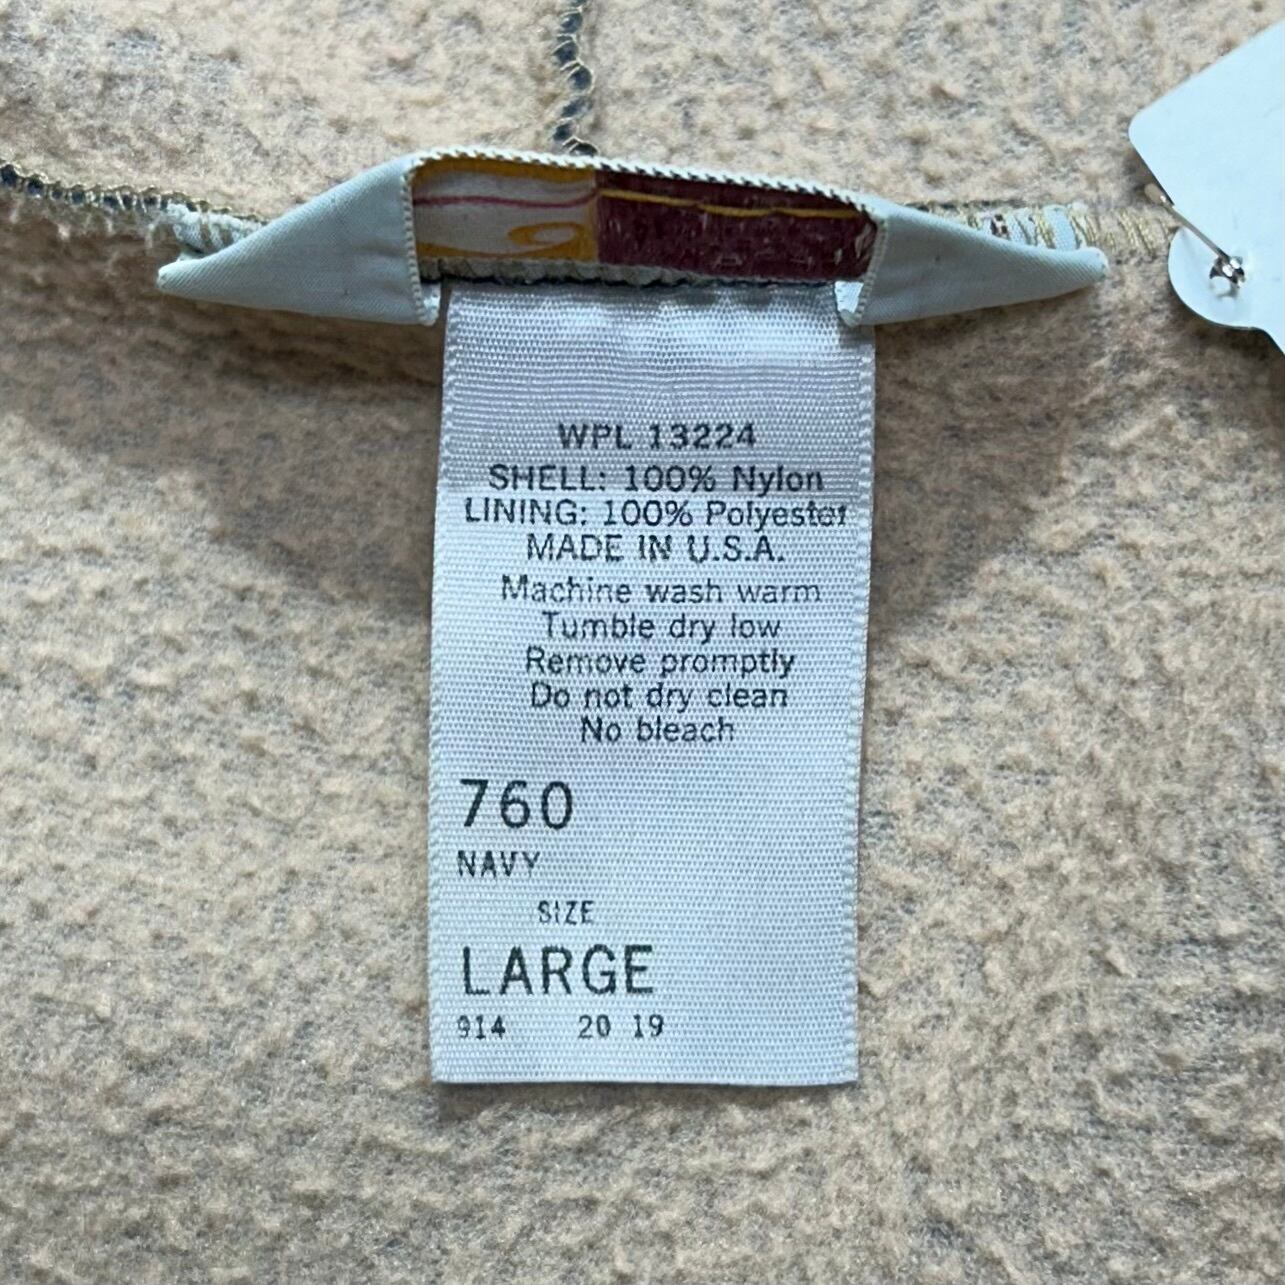 WPL 13224
SHELL: 100% Nylon
LINING: 100% Polyester
MADE IN U.S.A.
Machine wash warm
Tumble dry low
Remove promptly
Do not dry clean
No bleach
760
NAVY
SIZE
LARGE
914 20 19